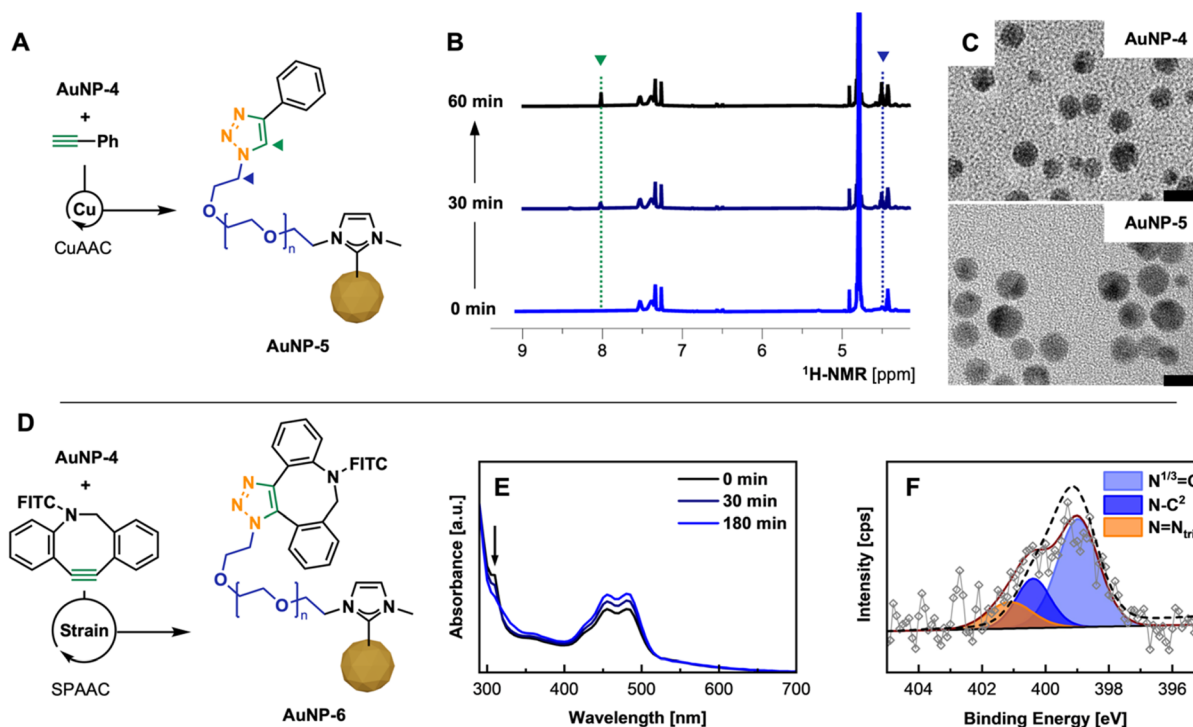 A
AuNP-4
+
Ph
Cu
CuAAC
N
N
N
O
O
n
N
N
AuNP-5
B
60 min
30 min
0 min
9
8
7
6
5
¹H-NMR [ppm]
C
AuNP-4
AuNP-5
D
AuNP-4
+
FITC
N
Strain
SPAAC
N
FITC
N
N
N
O
O
n
N
N
AuNP-6
E
0 min
30 min
180 min
Absorbance [a.u.]
300
400
500
600
700
Wavelength [nm]
F
N¹/³=C
N-C²
N=Ntri
Intensity [cps]
404
402
400
398
396
Binding Energy [eV]